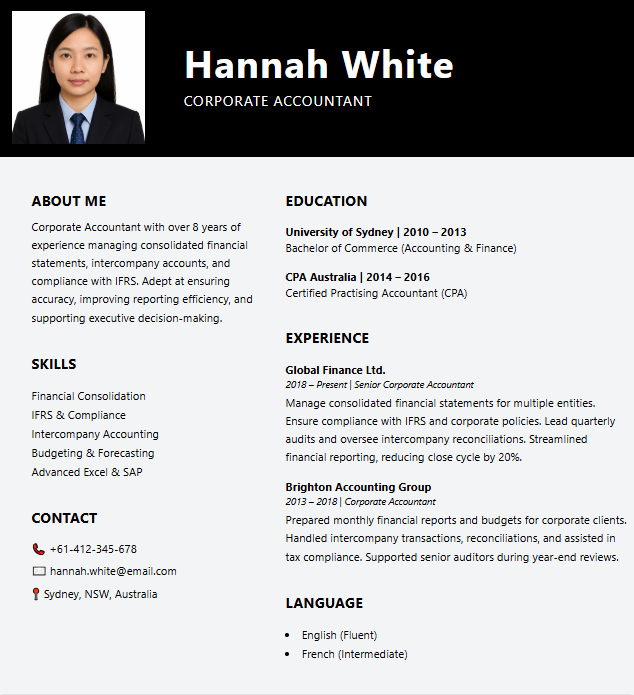 Hannah White
CORPORATE ACCOUNTANT
ABOUT ME
Corporate Accountant with over 8 years of
experience managing consolidated financial
statements, intercompany accounts, and
compliance with IFRS. Adept at ensuring
accuracy, improving reporting efficiency, and
supporting executive decision-making.
SKILLS
Financial Consolidation
IFRS & Compliance
Intercompany Accounting
Budgeting & Forecasting
Advanced Excel & SAP
CONTACT
+61-412-345-678
hannah.white@email.com
Sydney, NSW, Australia
EDUCATION
University of Sydney | 2010 – 2013
Bachelor of Commerce (Accounting & Finance)
CPA Australia | 2014 – 2016
Certified Practising Accountant (CPA)
EXPERIENCE
Global Finance Ltd.
2018 – Present | Senior Corporate Accountant
Manage consolidated financial statements for multiple entities.
Ensure compliance with IFRS and corporate policies. Lead quarterly
audits and oversee intercompany reconciliations. Streamlined
financial reporting, reducing close cycle by 20%.
Brighton Accounting Group
2013 – 2018 | Corporate Accountant
Prepared monthly financial reports and budgets for corporate clients.
Handled intercompany transactions, reconciliations, and assisted in
tax compliance. Supported senior auditors during year-end reviews.
LANGUAGE
• English (Fluent)
• French (Intermediate)